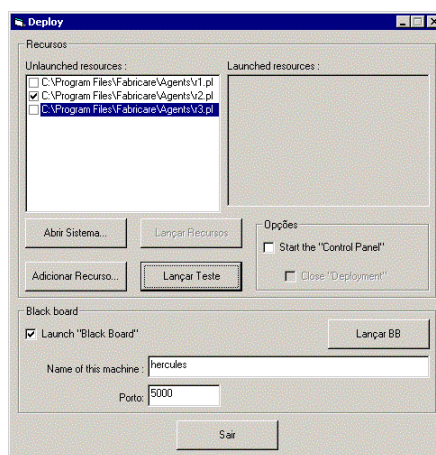 Deploy
Recursos
Unlaunched resources :
Launched resources :
C:\Program Files\Fabricare\Agents\r1.pl
C:\Program Files\Fabricare\Agents\r2.pl
C:\Program Files\Fabricare\Agents\r3.pl
Abrir Sistema...
Lançar Recursos
Opções
Start the "Control Panel"
Adicionar Recurso...
Lançar Teste
Close "Deployment"
Black board
Launch "Black Board"
Lançar BB
Name of this machine :
hercules
Porto:
5000
Sair